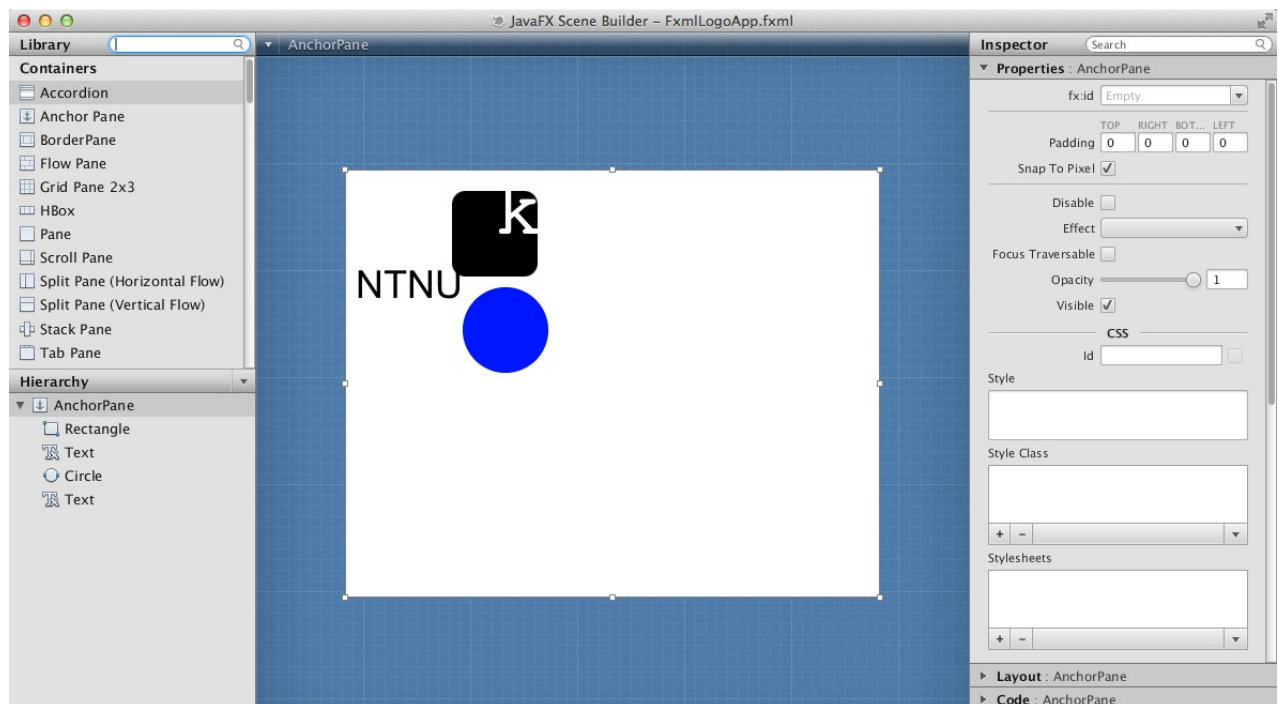 JavaFX Scene Builder – FxmlLogoApp.fxml
Library
Containers
Accordion
Anchor Pane
BorderPane
Flow Pane
Grid Pane 2x3
HBox
Pane
Scroll Pane
Split Pane (Horizontal Flow)
Split Pane (Vertical Flow)
Stack Pane
Tab Pane
Hierarchy
AnchorPane
Rectangle
Text
Circle
Text
AnchorPane
k
NTNU
Inspector Search
Properties : AnchorPane
fx:id Empty
TOP RIGHT BOT... LEFT
Padding 0 0 0 0
Snap To Pixel
Disable
Effect
Focus Traversable
Opacity 1
Visible
CSS
Id
Style
Style Class
+ −
Stylesheets
+ −
Layout : AnchorPane
Code : AnchorPane